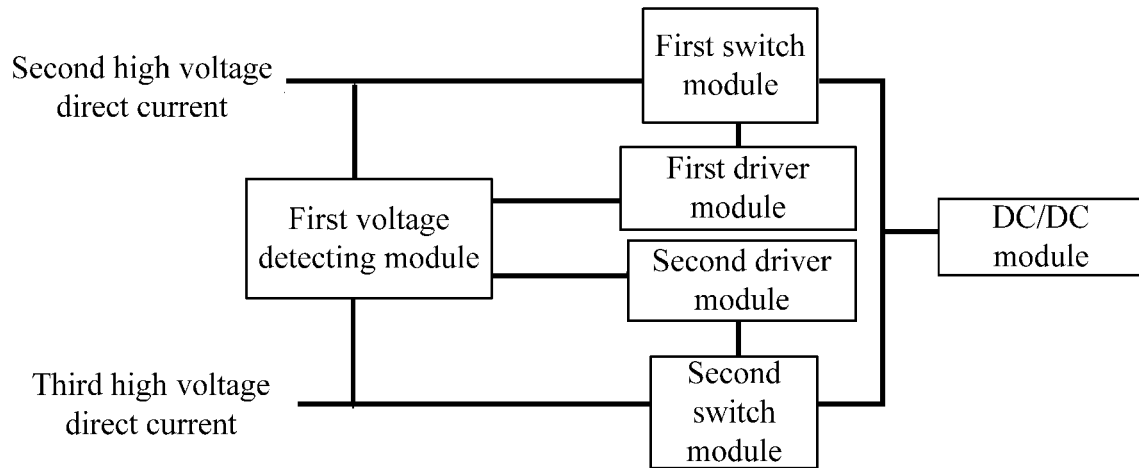 Second high voltage
direct current
First switch
module
First driver
module
First voltage
detecting module
Second driver
module
DC/DC
module
Third high voltage
direct current
Second
switch
module